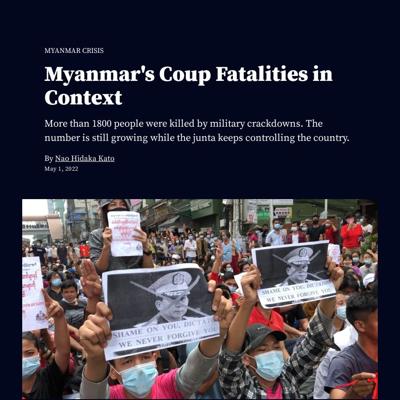 MYANMAR CRISIS
Myanmar's Coup Fatalities in
Context
More than 1800 people were killed by military crackdowns. The
number is still growing while the junta keeps controlling the country.
By Nao Hidaka Kato
May 1, 2022
SHAME ON YOU, DICTATOR
WE NEVER FORGIVE YOU
SHAME ON YOU, DICTA
WE NEVER FORGIVE YOU